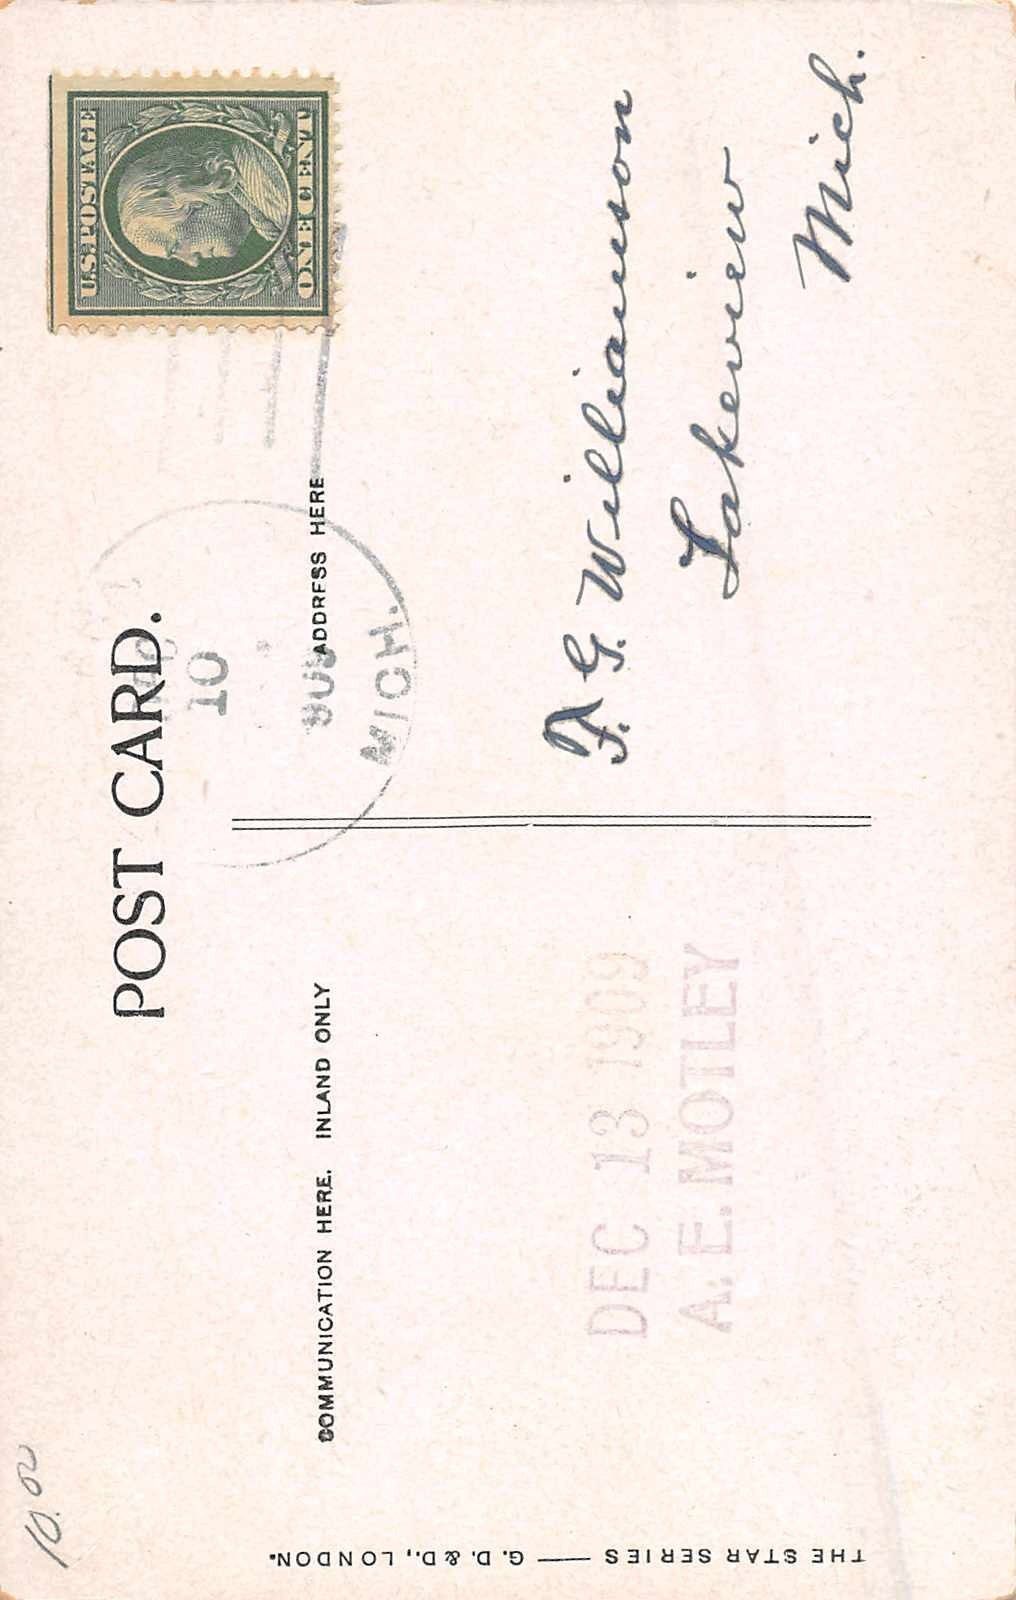 POST CARD.
U.S. POSTAGE
ONE CENT
10
MICH.
COMMUNICATION HERE. INLAND ONLY
ADDRESS HERE
F. G. Williamson
Lakeview
Mich.
DEC 13 1909
A. E. MOTLEY
THE STAR SERIES — G. D. & D., LONDON.
10.00